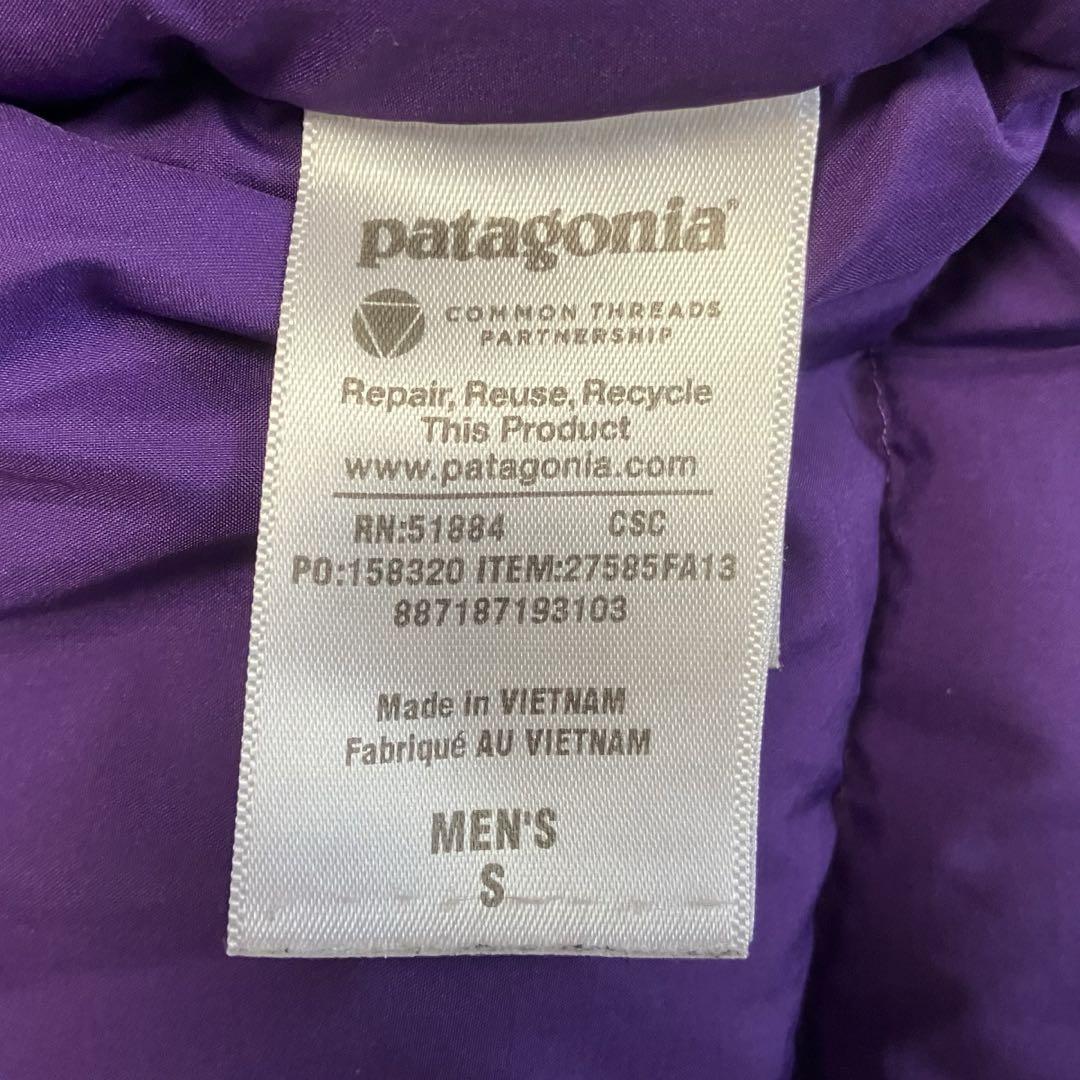 patagonia®
COMMON THREADS
PARTNERSHIP
Repair, Reuse, Recycle
This Product
www.patagonia.com
RN:51884 CSC
PO:158320 ITEM:27585FA13
887187193103
Made in VIETNAM
Fabriqué AU VIETNAM
MEN'S
S